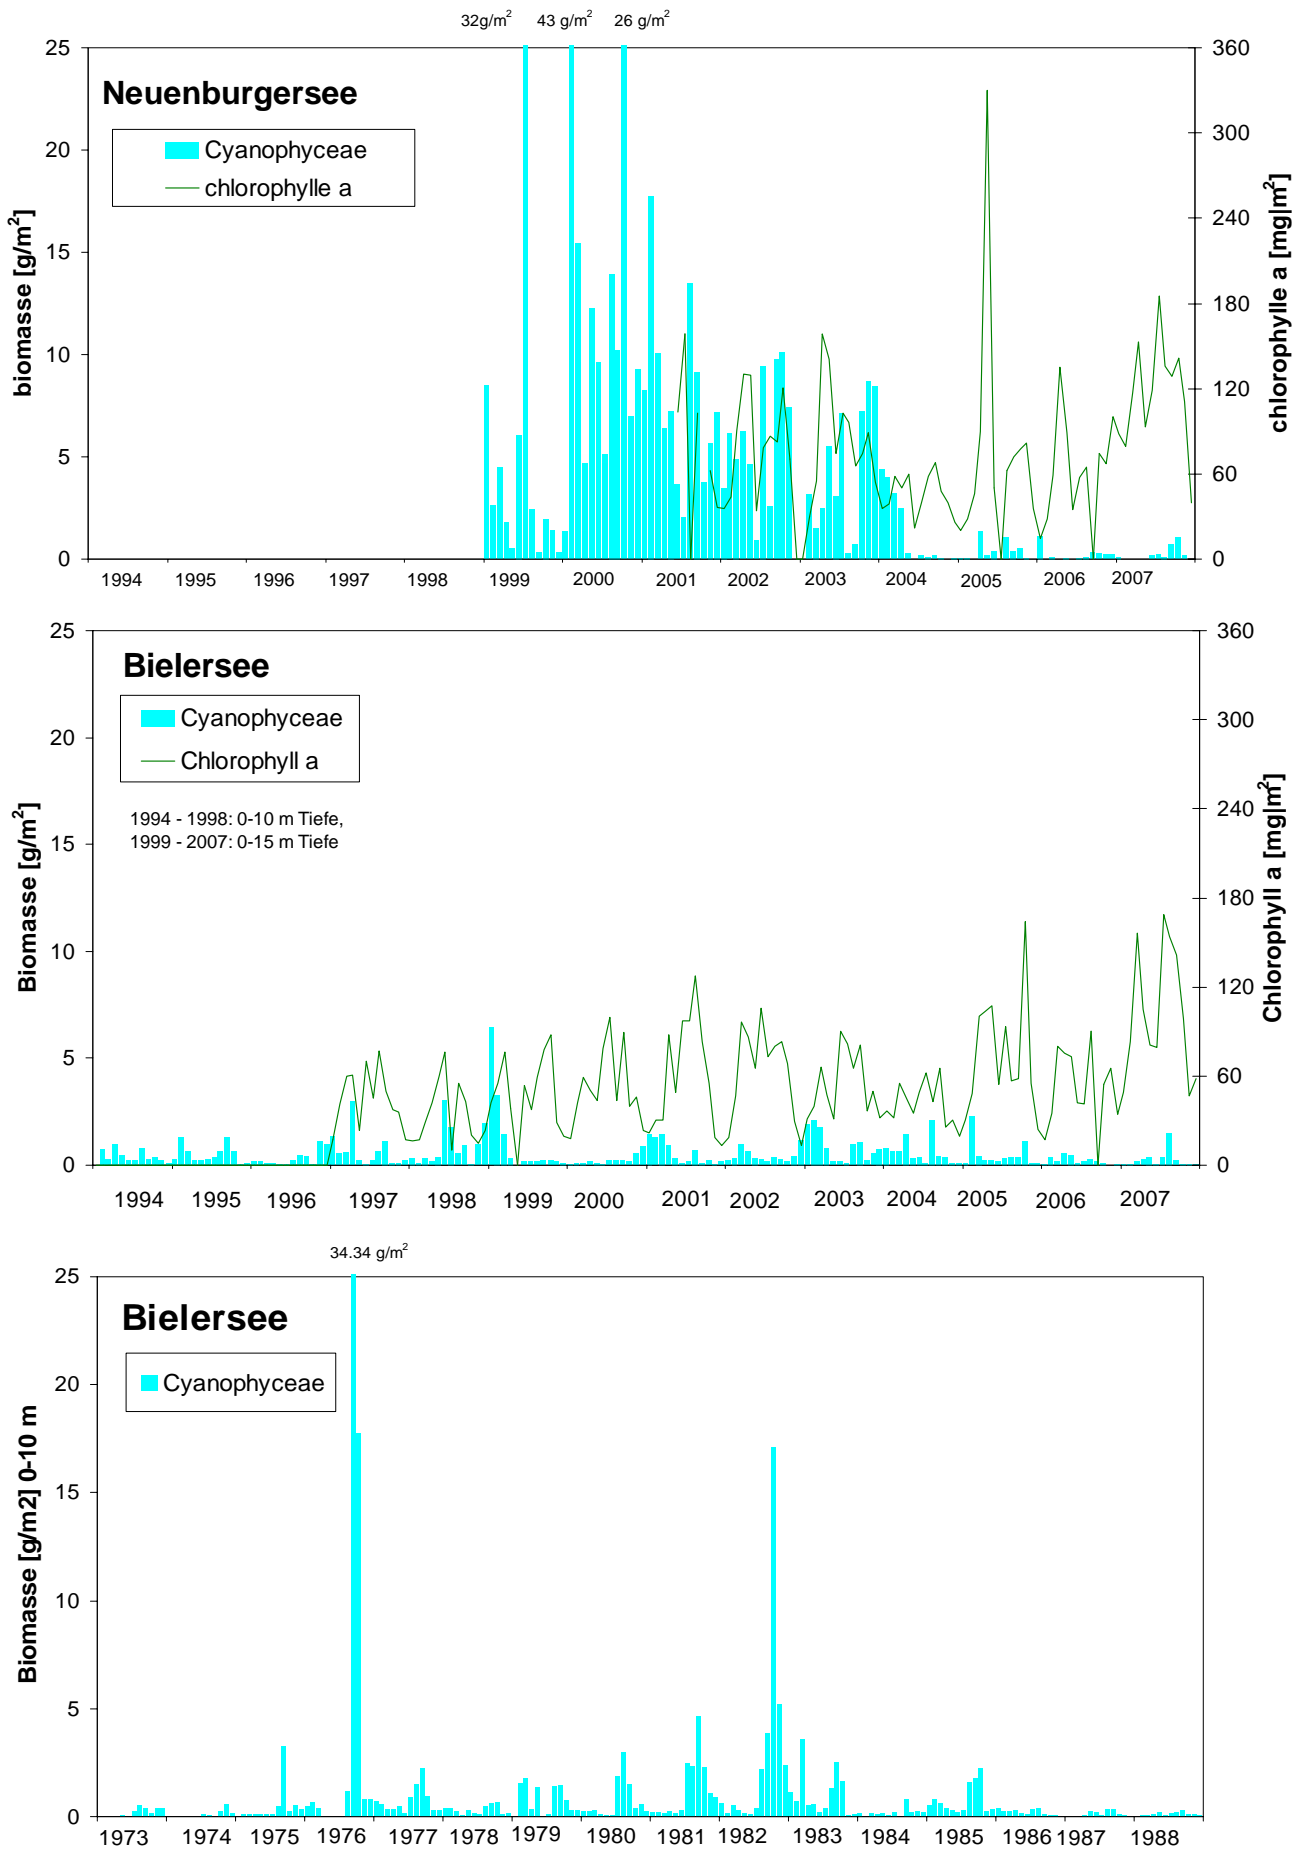 32g/m² 43 g/m² 26 g/m²
25 360
Neuenburgersee
Cyanophyceae
chlorophylle a
20 300
240
15
180
10
120
5
60
0 0
biomasse [g/m²]
chlorophylle a [mg|m²]
1994 1995 1996 1997 1998 1999 2000 2001 2002 2003 2004 2005 2006 2007
25 360
Bielersee
Cyanophyceae
Chlorophyll a
1994 - 1998: 0-10 m Tiefe,
1999 - 2007: 0-15 m Tiefe
20 300
240
15
180
10
120
5
60
0 0
Biomasse [g/m²]
Chlorophyll a [mg|m²]
1994 1995 1996 1997 1998 1999 2000 2001 2002 2003 2004 2005 2006 2007
34.34 g/m²
25
Bielersee
Cyanophyceae
20
15
10
5
0
Biomasse [g/m2] 0-10 m
1973 1974 1975 1976 1977 1978 1979 1980 1981 1982 1983 1984 1985 1986 1987 1988